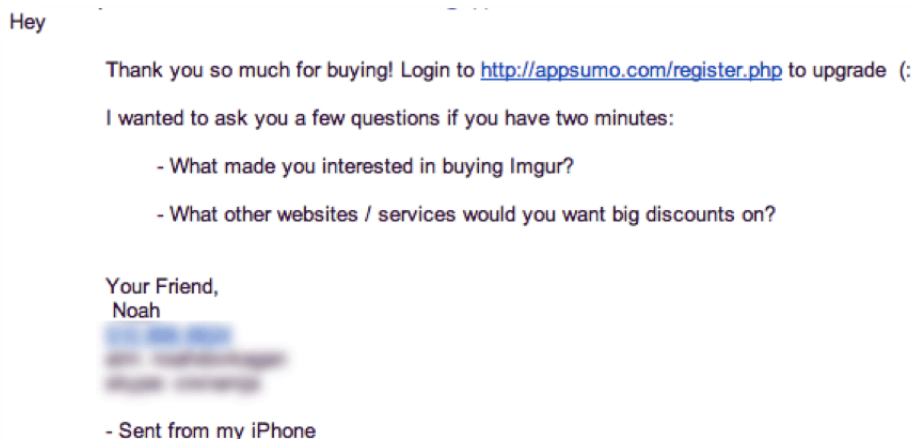 Hey
Thank you so much for buying! Login to http://appsumo.com/register.php to upgrade (:
I wanted to ask you a few questions if you have two minutes:
- What made you interested in buying Imgur?
- What other websites / services would you want big discounts on?
Your Friend,
Noah
- Sent from my iPhone